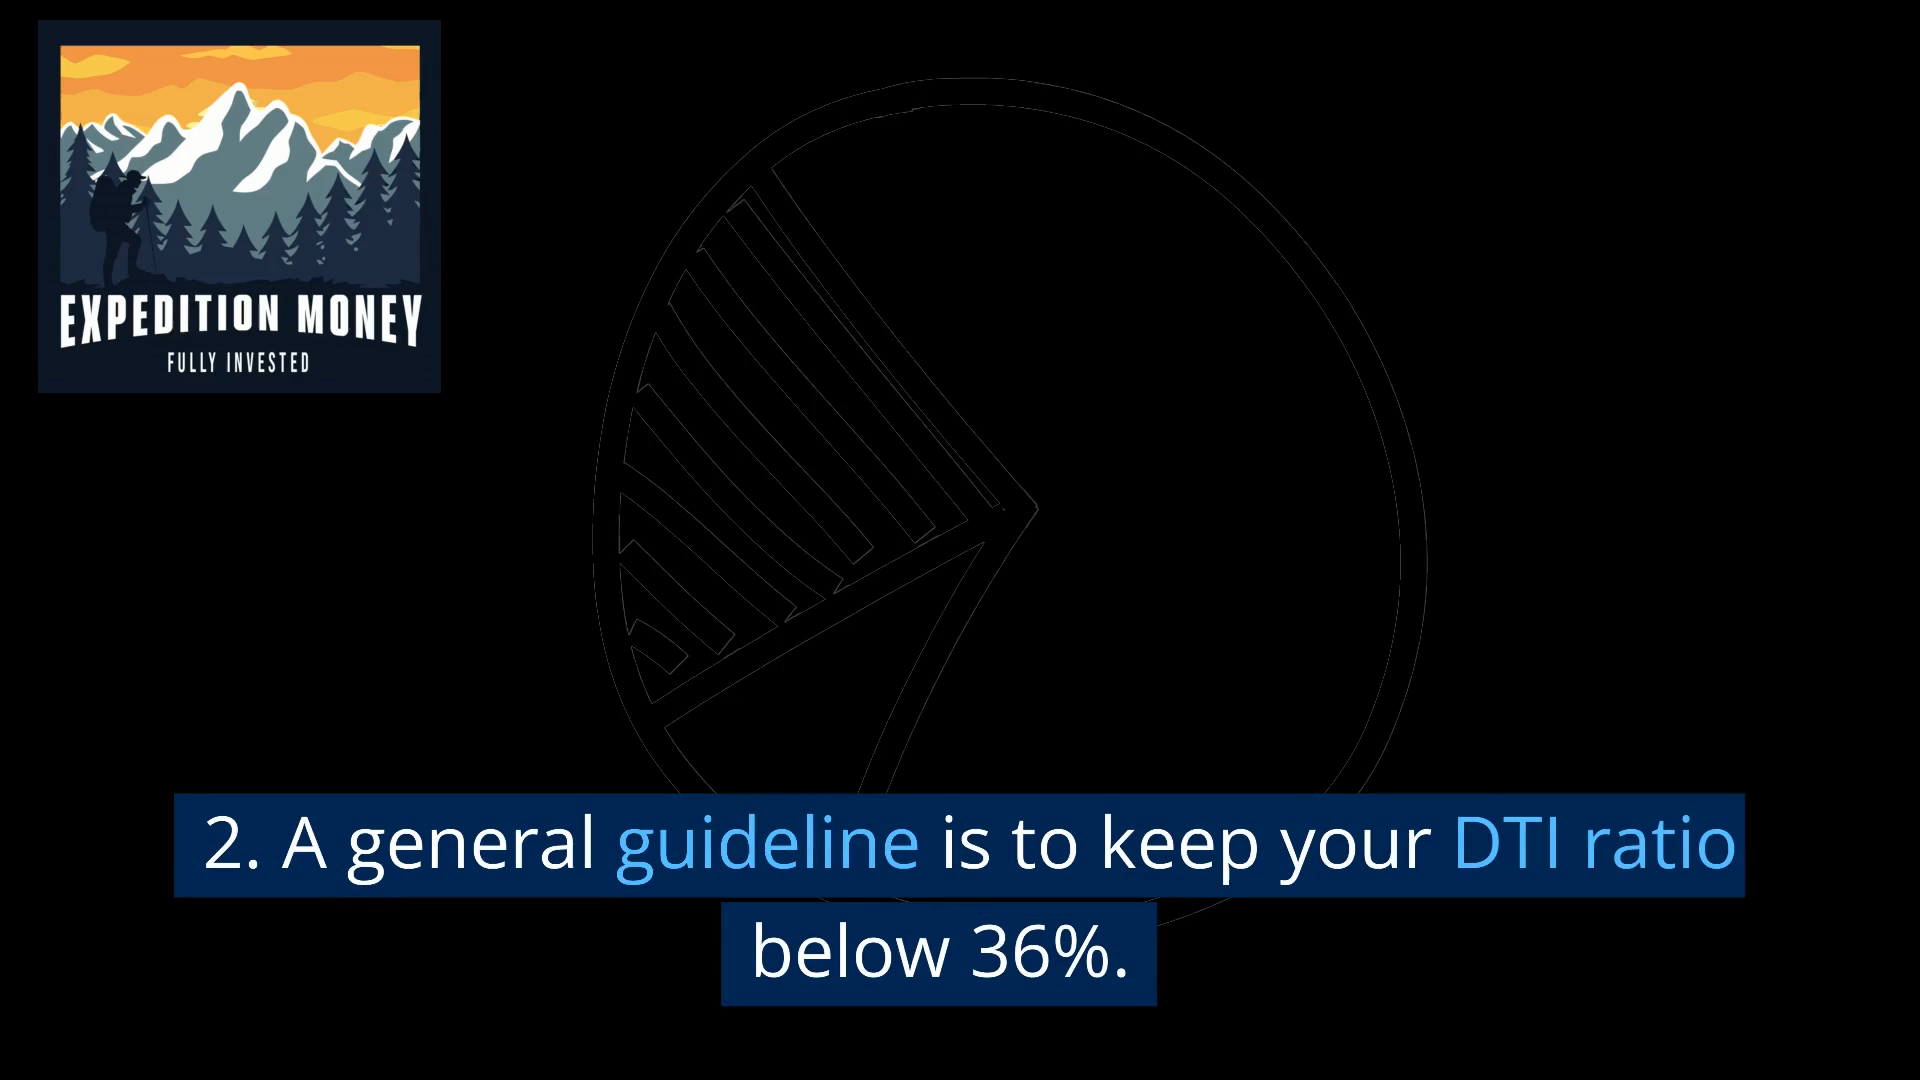 EXPEDITION MONEY
FULLY INVESTED
2. A general guideline is to keep your DTI ratio
below 36%.